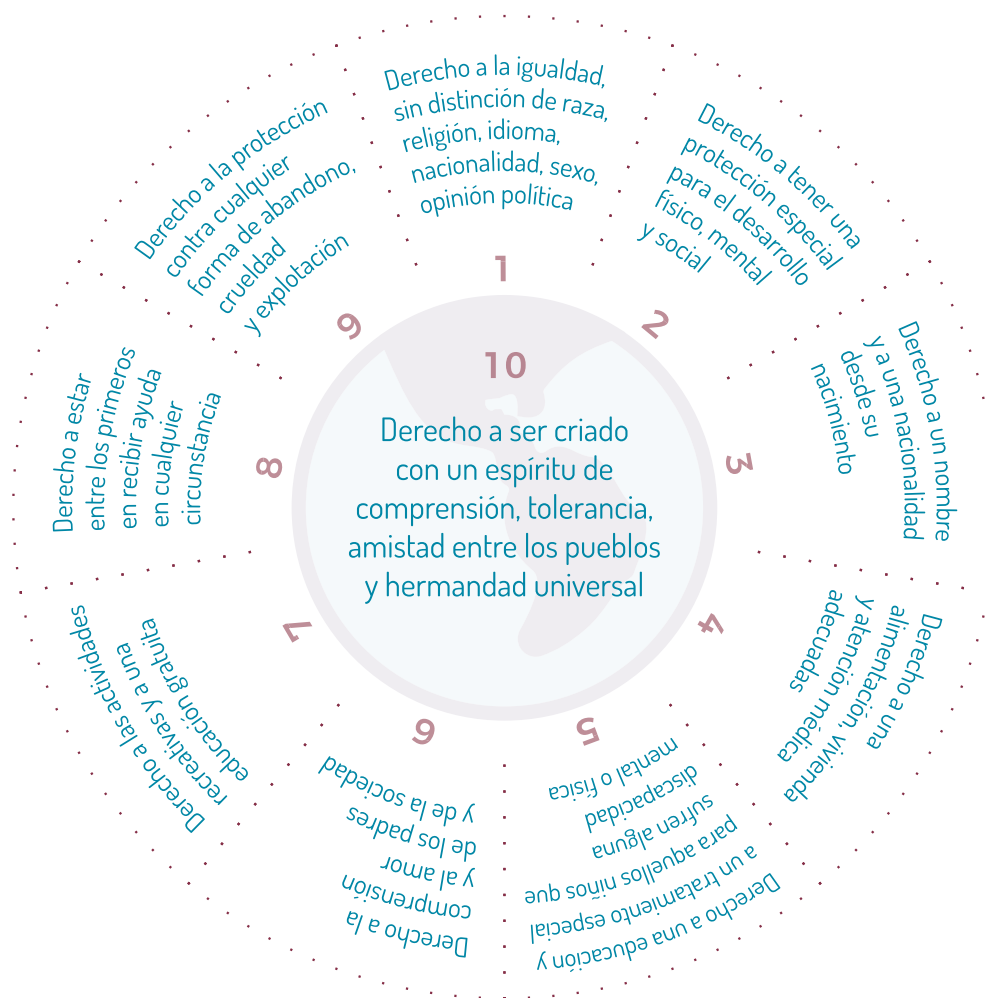 1
Derecho a la igualdad,
sin distinción de raza,
religión, idioma,
nacionalidad, sexo,
opinión política
2
Derecho a tener una
protección especial
para el desarrollo
físico, mental
y social
3
Derecho a un nombre
y a una nacionalidad
desde su
nacimiento
4
Derecho a una
alimentación, vivienda
y atención médica
adecuadas
5
Derecho a una educación y
a un tratamiento especial
para aquellos niños que
sufren alguna
discapacidad
mental o física
6
Derecho a la
comprensión
y al amor
de los padres
y de la sociedad
7
Derecho a las actividades
recreativas y a una
educación gratuita
8
Derecho a estar
entre los primeros
en recibir ayuda
en cualquier
circunstancia
9
Derecho a la protección
contra cualquier
forma de abandono,
crueldad
y explotación
10
Derecho a ser criado
con un espíritu de
comprensión, tolerancia,
amistad entre los pueblos
y hermandad universal